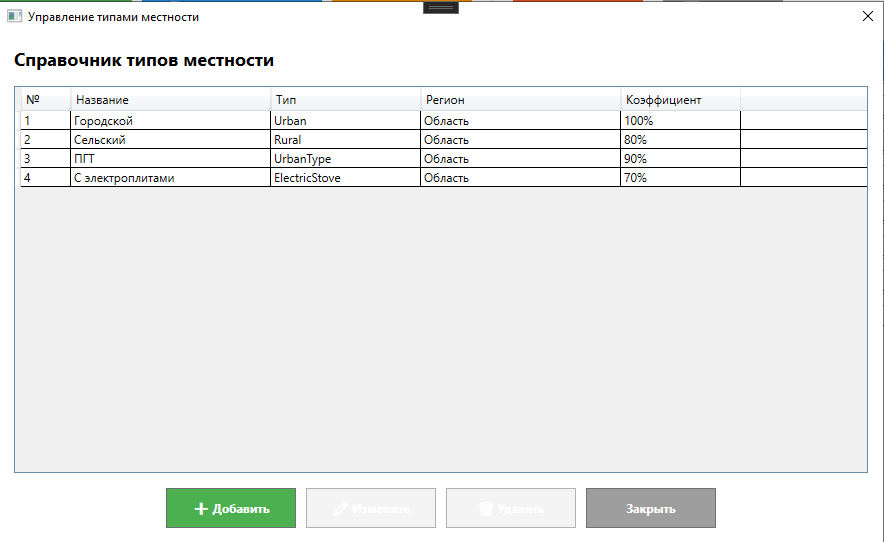 Управление типами местности
Справочник типов местности
№ Название Тип Регион Коэффициент
1 Городской Urban Область 100%
2 Сельский Rural Область 80%
3 ПГТ UrbanType Область 90%
4 С электроплитами ElectricStove Область 70%
Добавить Изменить Удалить Закрыть